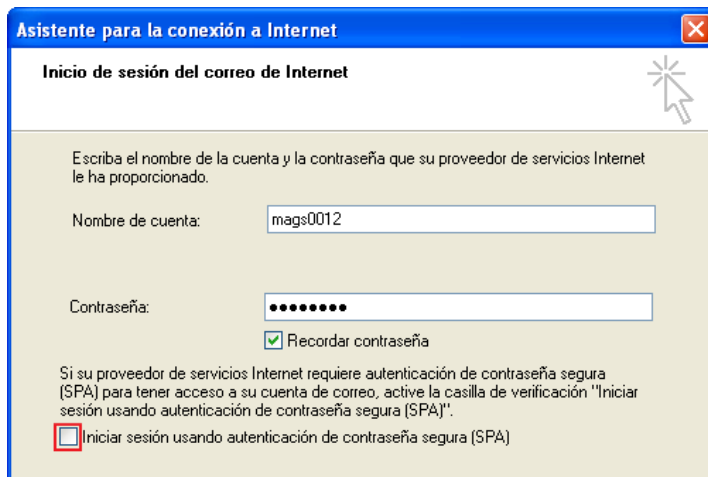 Asistente para la conexión a Internet
Inicio de sesión del correo de Internet
Escriba el nombre de la cuenta y la contraseña que su proveedor de servicios Internet
le ha proporcionado.
Nombre de cuenta: mags0012
Contraseña: ●●●●●●●●
Recordar contraseña
Si su proveedor de servicios Internet requiere autenticación de contraseña segura
(SPA) para tener acceso a su cuenta de correo, active la casilla de verificación "Iniciar
sesión usando autenticación de contraseña segura (SPA)".
Iniciar sesión usando autenticación de contraseña segura (SPA)